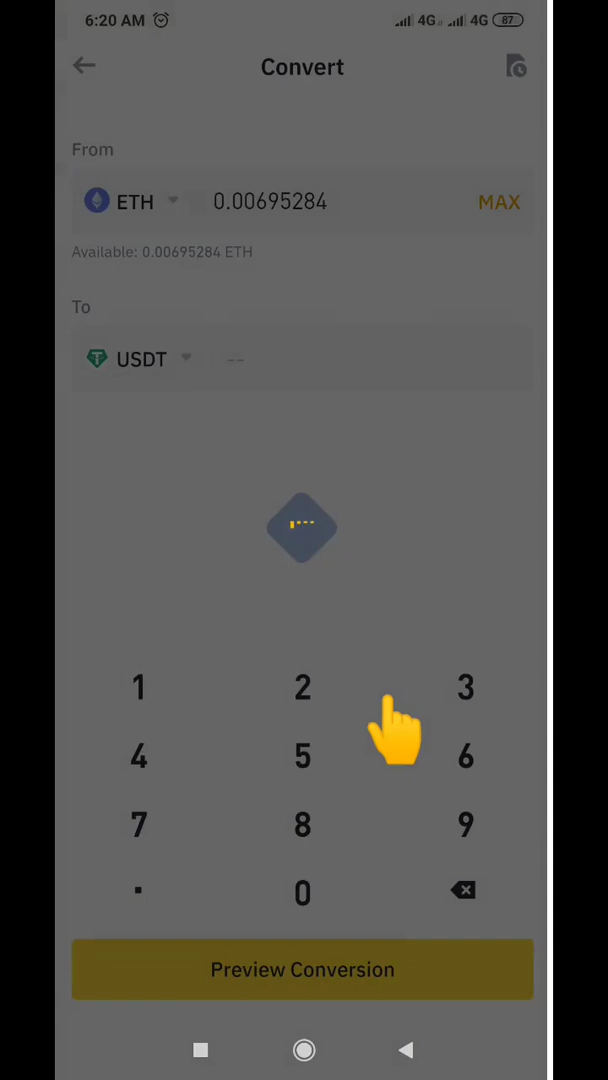 6:20 AM 4G 4G 87
Convert
From
ETH 0.00695284 MAX
Available: 0.00695284 ETH
To
USDT --
1 2 3
4 5 6
7 8 9
. 0
Preview Conversion